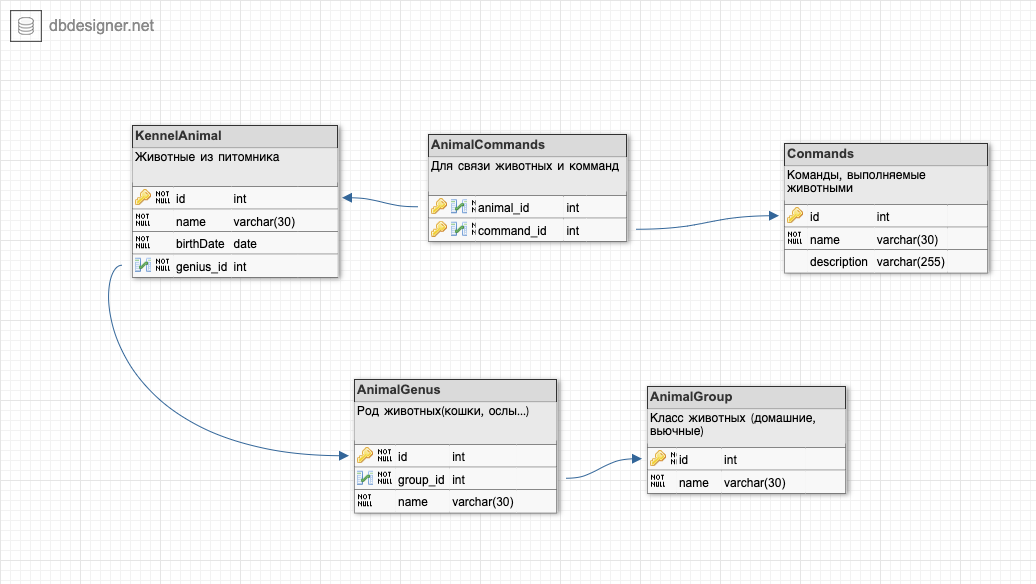 dbdesigner.net
KennelAnimal
Животные из питомника
NOT NULL id int
NOT NULL name varchar(30)
NOT NULL birthDate date
NOT NULL genius_id int
AnimalCommands
Для связи животных и комманд
animal_id int
command_id int
Conmands
Команды, выполняемые
животными
id int
NOT NULL name varchar(30)
description varchar(255)
AnimalGenus
Род животных(кошки, ослы...)
NOT NULL id int
NOT NULL group_id int
NOT NULL name varchar(30)
AnimalGroup
Класс животных (домашние,
вьючные)
id int
NOT NULL name varchar(30)